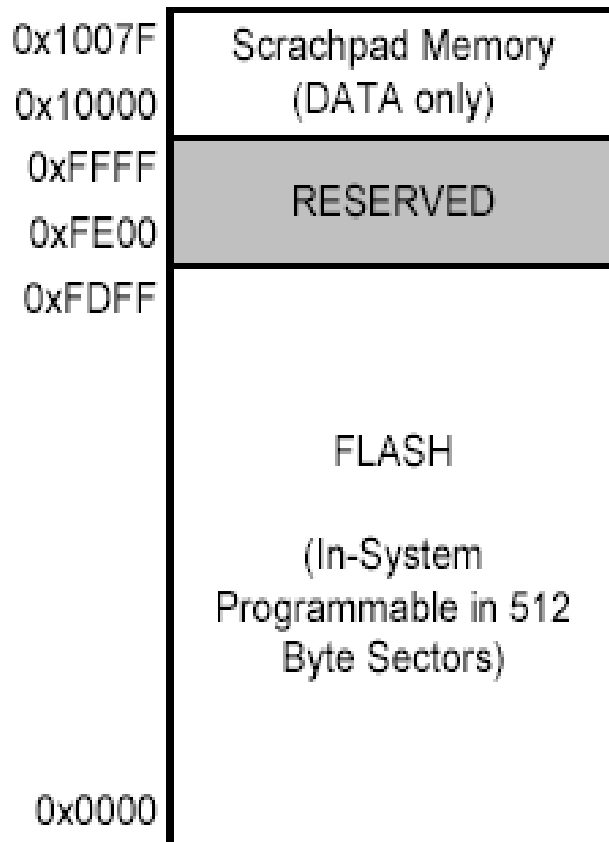 0x1007F
Scrachpad Memory
0x10000
(DATA only)
0xFFFF
RESERVED
0xFE00
0xFDFF
FLASH
(In-System
Programmable in 512
Byte Sectors)
0x0000